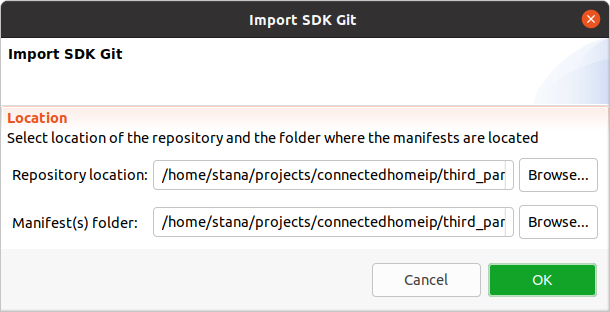 Import SDK Git
Import SDK Git
Location
Select location of the repository and the folder where the manifests are located
Repository location: /home/stana/projects/connectedhomeip/third_par Browse...
Manifest(s) folder: /home/stana/projects/connectedhomeip/third_par Browse...
Cancel OK